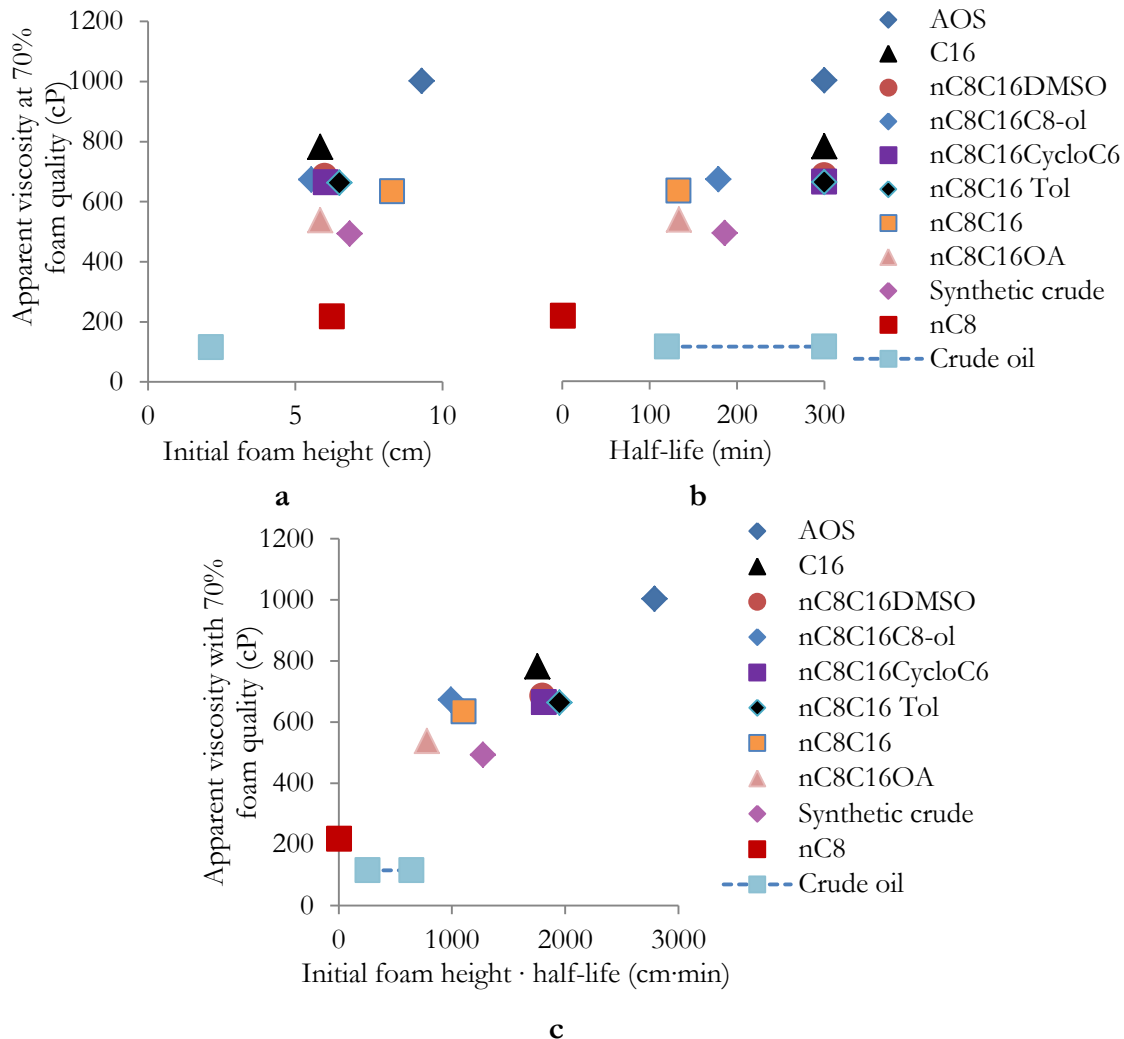 Apparent viscosity at 70%
foam quality (cP)
1200
1000
800
600
400
200
0
0
5
10
Initial foam height (cm)
a
0
100
200
300
Half-life (min)
b
AOS
C16
nC8C16DMSO
nC8C16C8-ol
nC8C16CycloC6
nC8C16 Tol
nC8C16
nC8C16OA
Synthetic crude
nC8
Crude oil
Apparent viscosity with 70%
foam quality (cP)
1200
1000
800
600
400
200
0
0
1000
2000
3000
Initial foam height · half-life (cm·min)
c
AOS
C16
nC8C16DMSO
nC8C16C8-ol
nC8C16CycloC6
nC8C16 Tol
nC8C16
nC8C16OA
Synthetic crude
nC8
Crude oil